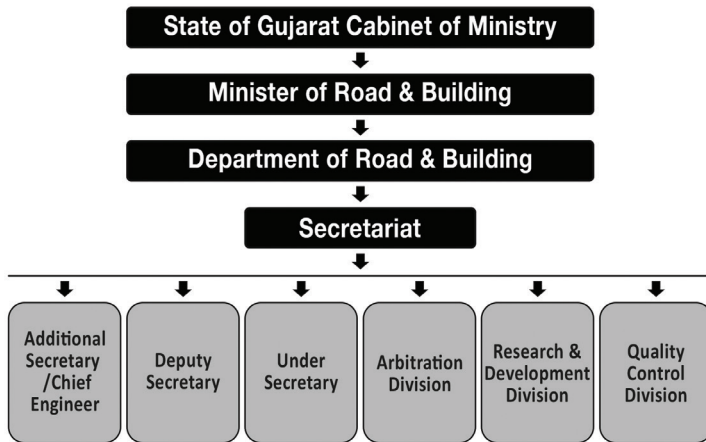 State of Gujarat Cabinet of Ministry
Minister of Road & Building
Department of Road & Building
Secretariat
Additional
Secretary
/Chief
Engineer
Deputy
Secretary
Under
Secretary
Arbitration
Division
Research &
Development
Division
Quality
Control
Division